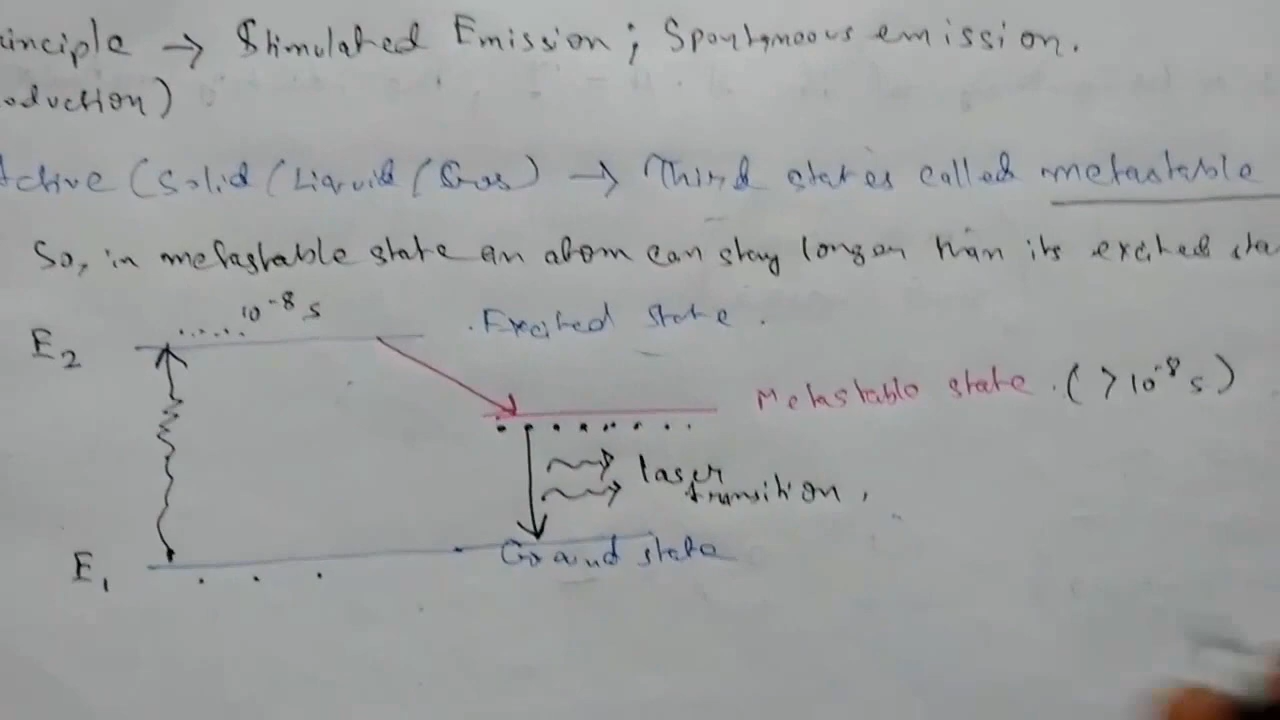 inciple → Stimulated Emission ; Spontaneous emission.
oduction)
Active (Solid (Liquid (Gas) → Third states called metastable
So, in metastable state an atom can stay longer than its excited sta
10⁻⁸ s
E₂
Excited state.
Metastable state. (>10⁻⁸ s)
laser
transition,
Ground state
E₁